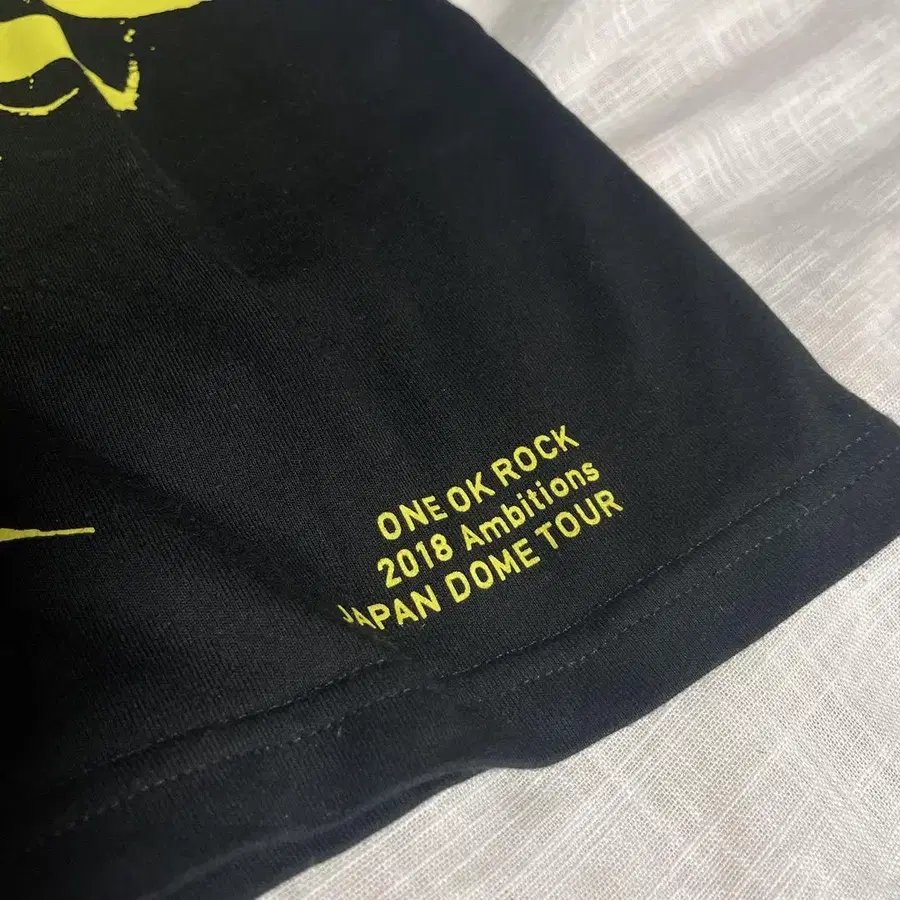 ONE OK ROCK
2018 Ambitions
JAPAN DOME TOUR